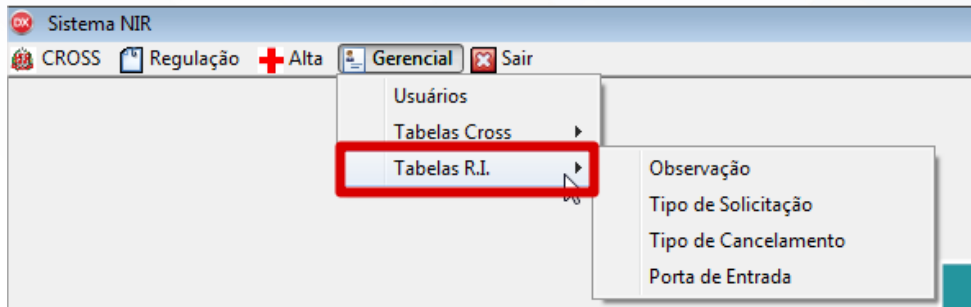 Sistema NIR
CROSS Regulação Alta Gerencial Sair
Usuários
Tabelas Cross
Tabelas R.I.
Observação
Tipo de Solicitação
Tipo de Cancelamento
Porta de Entrada